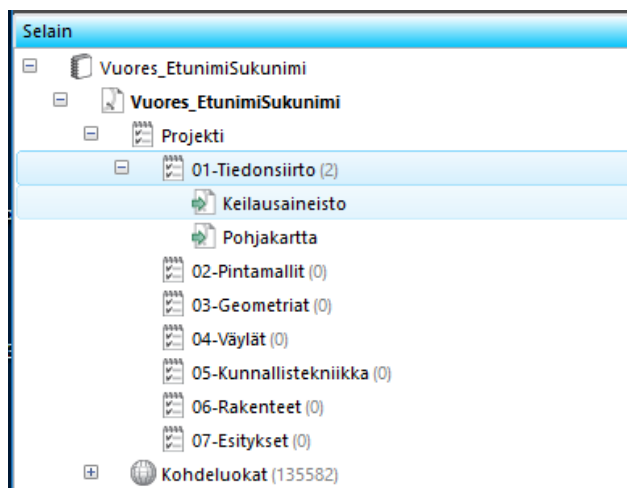 Selain
Vuores_EtunimiSukunimi
Vuores_EtunimiSukunimi
Projekti
01-Tiedonsiirto (2)
Keilausaineisto
Pohjakartta
02-Pintamallit (0)
03-Geometriat (0)
04-Väylät (0)
05-Kunnallistekniikka (0)
06-Rakenteet (0)
07-Esitykset (0)
Kohdeluokat (135582)